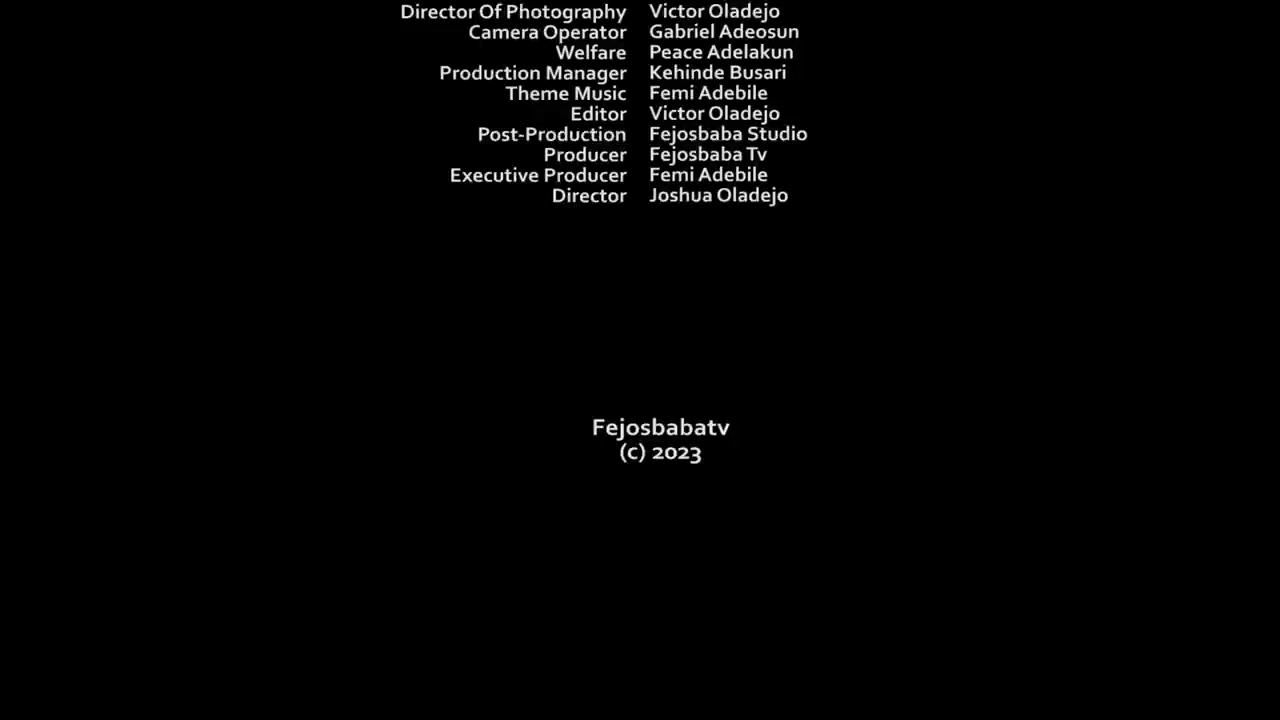 Director Of Photography Victor Oladejo
Camera Operator Gabriel Adeosun
Welfare Peace Adelakun
Production Manager Kehinde Busari
Theme Music Femi Adebile
Editor Victor Oladejo
Post-Production Fejosbaba Studio
Producer Fejosbaba Tv
Executive Producer Femi Adebile
Director Joshua Oladejo
Fejosbabatv
(c) 2023